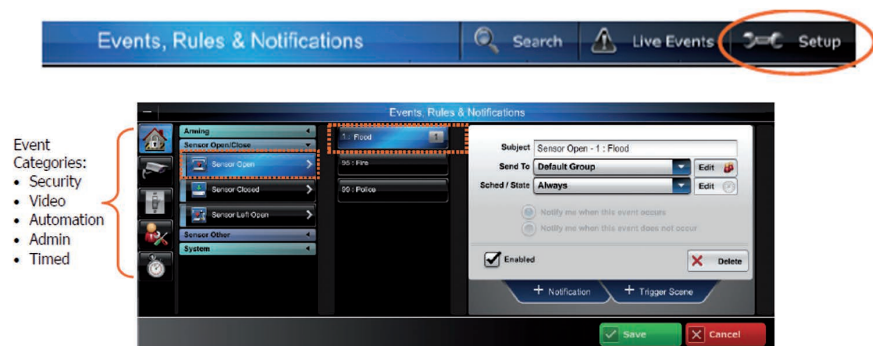 Events, Rules & Notifications
Search
Live Events
Setup
Event
Categories:
• Security
• Video
• Automation
• Admin
• Timed
Events, Rules & Notifications
Arming
Sensor Open/Close
Sensor Open
Sensor Closed
Sensor Left Open
Sensor Other
System
1 : Flood 1
95 : Fire
99 : Police
Subject Sensor Open - 1 : Flood
Send To Default Group Edit
Sched / State Always Edit
Notify me when this event occurs
Notify me when this event does not occur
Enabled
Delete
+ Notification
+ Trigger Scene
Save
Cancel